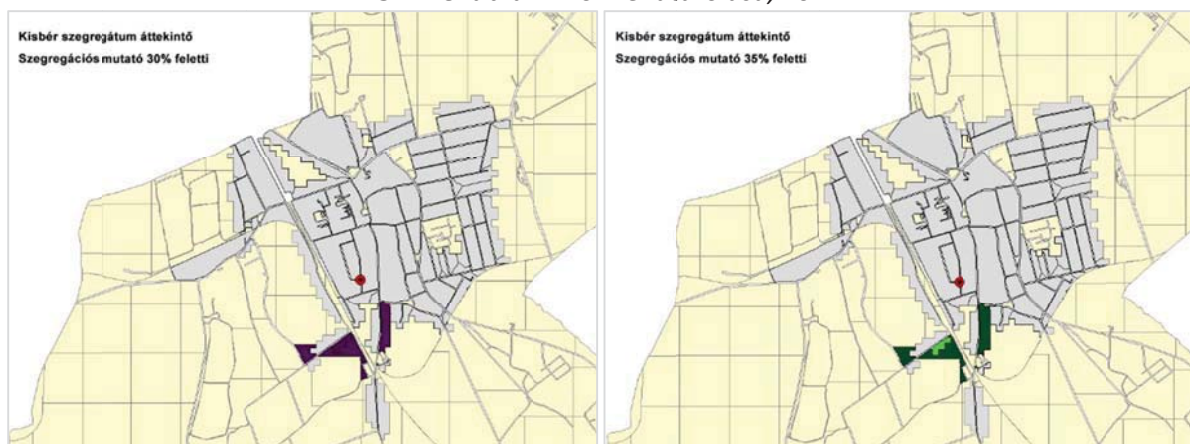 Kisbér szegregátum áttekintő
Szegregációs mutató 30% feletti
Kisbér szegregátum áttekintő
Szegregációs mutató 35% feletti